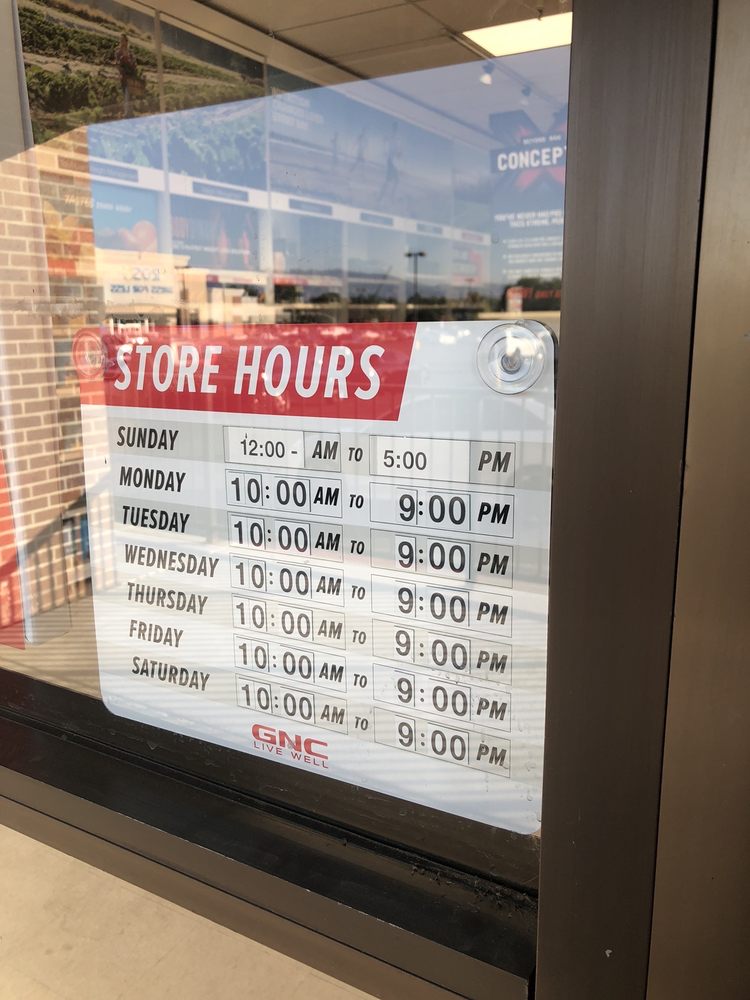 CONCEPT
STORE HOURS
SUNDAY 12:00 - AM TO 5:00 PM
MONDAY 10:00 AM TO 9:00 PM
TUESDAY 10:00 AM TO 9:00 PM
WEDNESDAY 10:00 AM TO 9:00 PM
THURSDAY 10:00 AM TO 9:00 PM
FRIDAY 10:00 AM TO 9:00 PM
SATURDAY 10:00 AM TO 9:00 PM
GNC
LIVE WELL